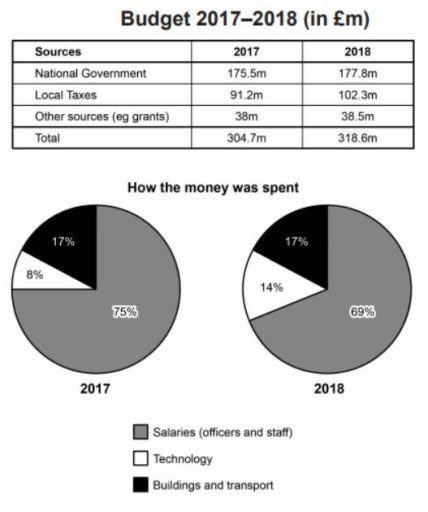 Budget 2017–2018 (in £m)
Sources 2017 2018
National Government 175.5m 177.8m
Local Taxes 91.2m 102.3m
Other sources (eg grants) 38m 38.5m
Total 304.7m 318.6m
How the money was spent
17% 17%
8% 14%
75% 69%
2017 2018
Salaries (officers and staff)
Technology
Buildings and transport